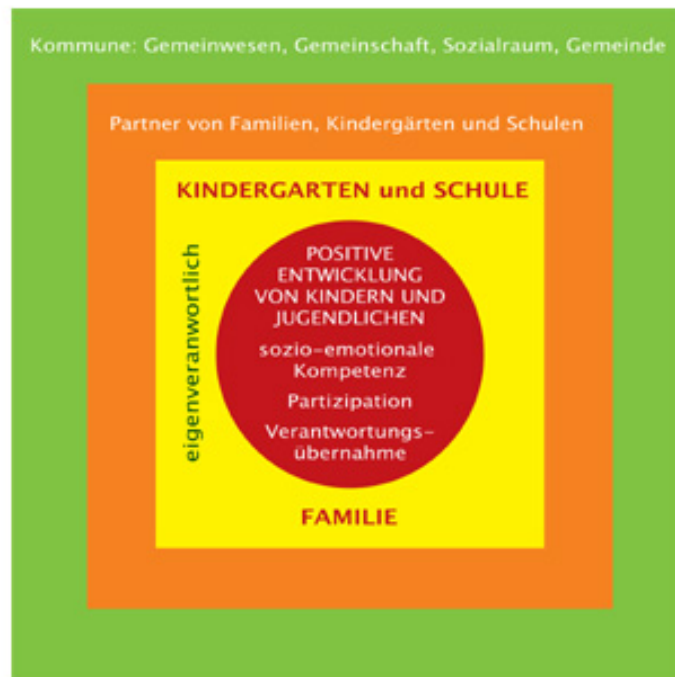 Kommune: Gemeinwesen, Gemeinschaft, Sozialraum, Gemeinde
Partner von Familien, Kindergärten und Schulen
KINDERGARTEN und SCHULE
eigenveranwortlich
POSITIVE
ENTWICKLUNG
VON KINDERN UND
JUGENDLICHEN
sozio-emotionale
Kompetenz
Partizipation
Verantwortungs-
übernahme
FAMILIE